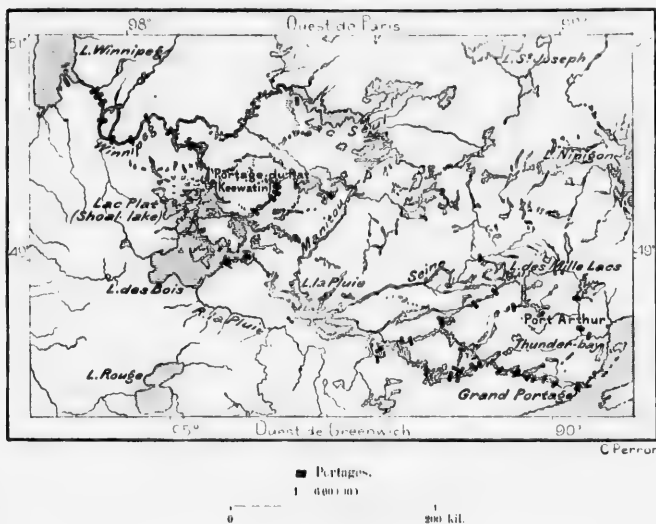 98° Ouest de Paris 90°
51°
L. Winnipeg
L. St Joseph
Winnipeg
L. Nipigon
Portage du Rat
(Keewatin)
Lac Plat
(Shoal lake)
Manitou
49°
49°
L. des Mille Lacs
Seine
L. la Pluie
L. des Bois
R. la Pluie
Port Arthur
Thunder-bay
L. Rouge
Grand Portage
95° Ouest de Greenwich 90°
C Perron
Portages.
0 200 kil.